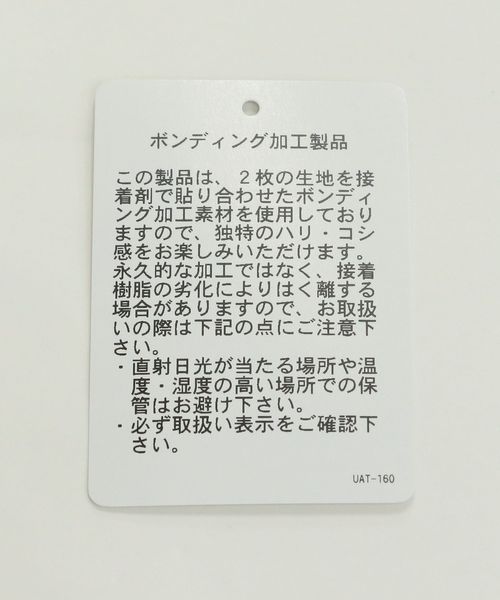 ボンディング加工製品
この製品は、２枚の生地を接
着剤で貼り合わせたボンディ
ング加工素材を使用しており
ますので、独特のハリ・コシ
感をお楽しみいただけます。
永久的な加工ではなく、接着
樹脂の劣化によりはく離する
場合がありますので、お取扱
いの際は下記の点にご注意下
さい。
・直射日光が当たる場所や温
度・湿度の高い場所での保
管はお避け下さい。
・必ず取扱い表示をご確認下
さい。
UAT-160